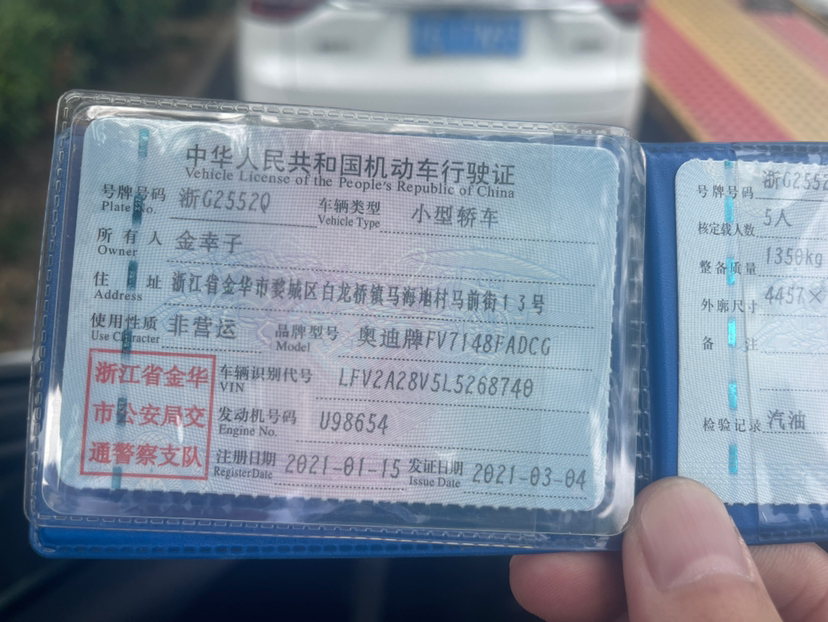 中华人民共和国机动车行驶证
Vehicle License of the People's Republic of China
号牌号码 浙G2552Q 车辆类型 小型轿车
Plate No. Vehicle Type
所有人 金幸子
Owner
住址 浙江省金华市婺城区白龙桥镇马海地村马前街13号
Address
使用性质 非营运 品牌型号 奥迪牌FV7148FADCG
Use Character Model
浙江省金华
市公安局交
通警察支队
车辆识别代号 LFV2A28V5L5268740
VIN
发动机号码 U98654
Engine No.
注册日期 2021-01-15 发证日期 2021-03-04
Register Date Issue Date
号牌号码 浙G2552
核定载人数 5人
整备质量 1350kg
外廓尺寸 4457×
备注
检验记录 汽油